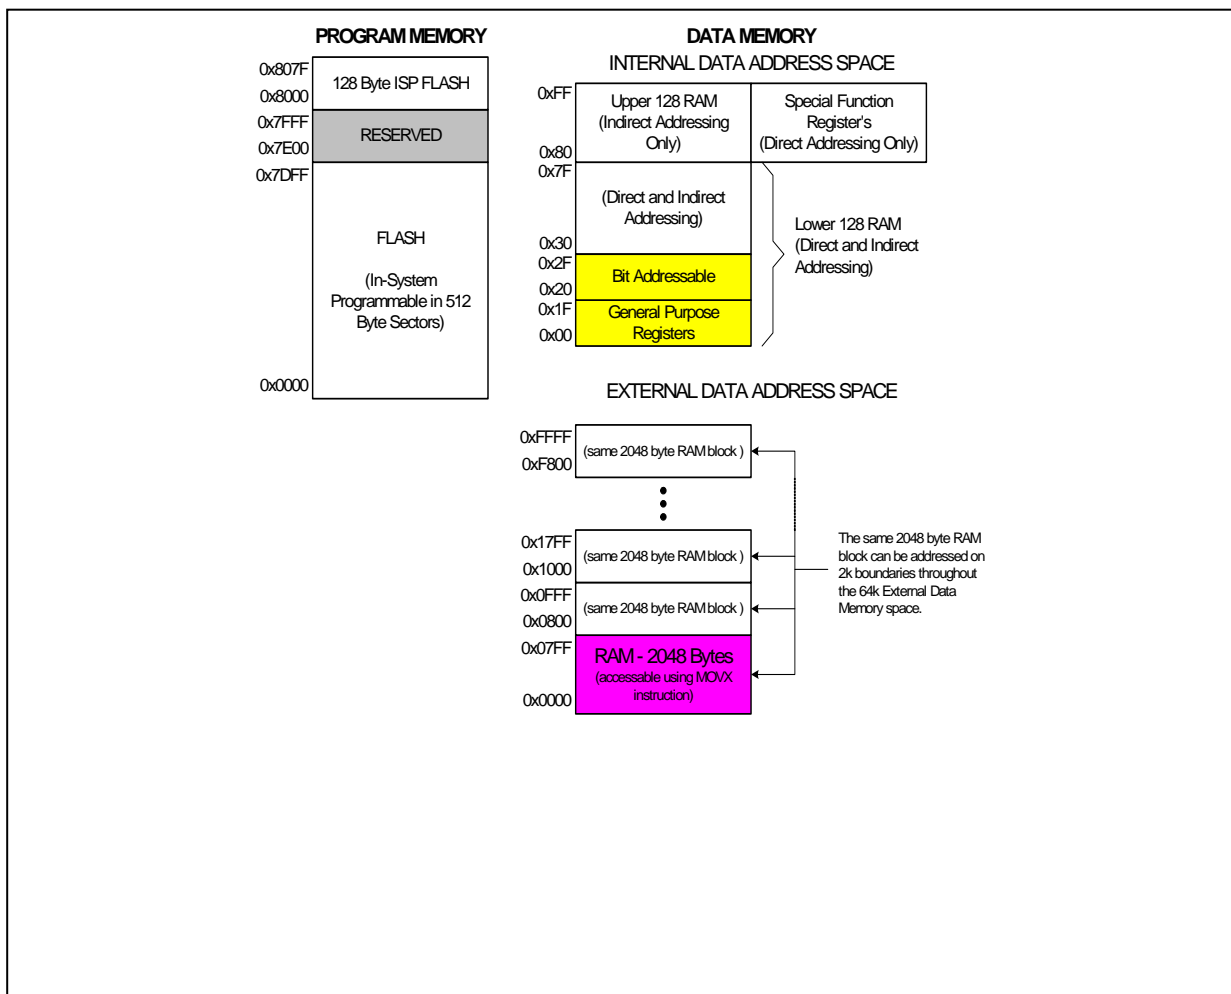 PROGRAM MEMORY
0x807F
0x8000
128 Byte ISP FLASH
0x7FFF
0x7E00
RESERVED
0x7DFF
FLASH
(In-System
Programmable in 512
Byte Sectors)
0x0000
DATA MEMORY
INTERNAL DATA ADDRESS SPACE
0xFF
Upper 128 RAM
(Indirect Addressing
Only)
0x80
Special Function
Register's
(Direct Addressing Only)
0x7F
(Direct and Indirect
Addressing)
0x30
0x2F
Bit Addressable
0x20
0x1F
General Purpose
Registers
0x00
Lower 128 RAM
(Direct and Indirect
Addressing)
EXTERNAL DATA ADDRESS SPACE
0xFFFF
(same 2048 byte RAM block )
0xF800
0x17FF
(same 2048 byte RAM block )
0x1000
0x0FFF
(same 2048 byte RAM block )
0x0800
0x07FF
RAM - 2048 Bytes
(accessable using MOVX
instruction)
0x0000
The same 2048 byte RAM
block can be addressed on
2k boundaries throughout
the 64k External Data
Memory space.